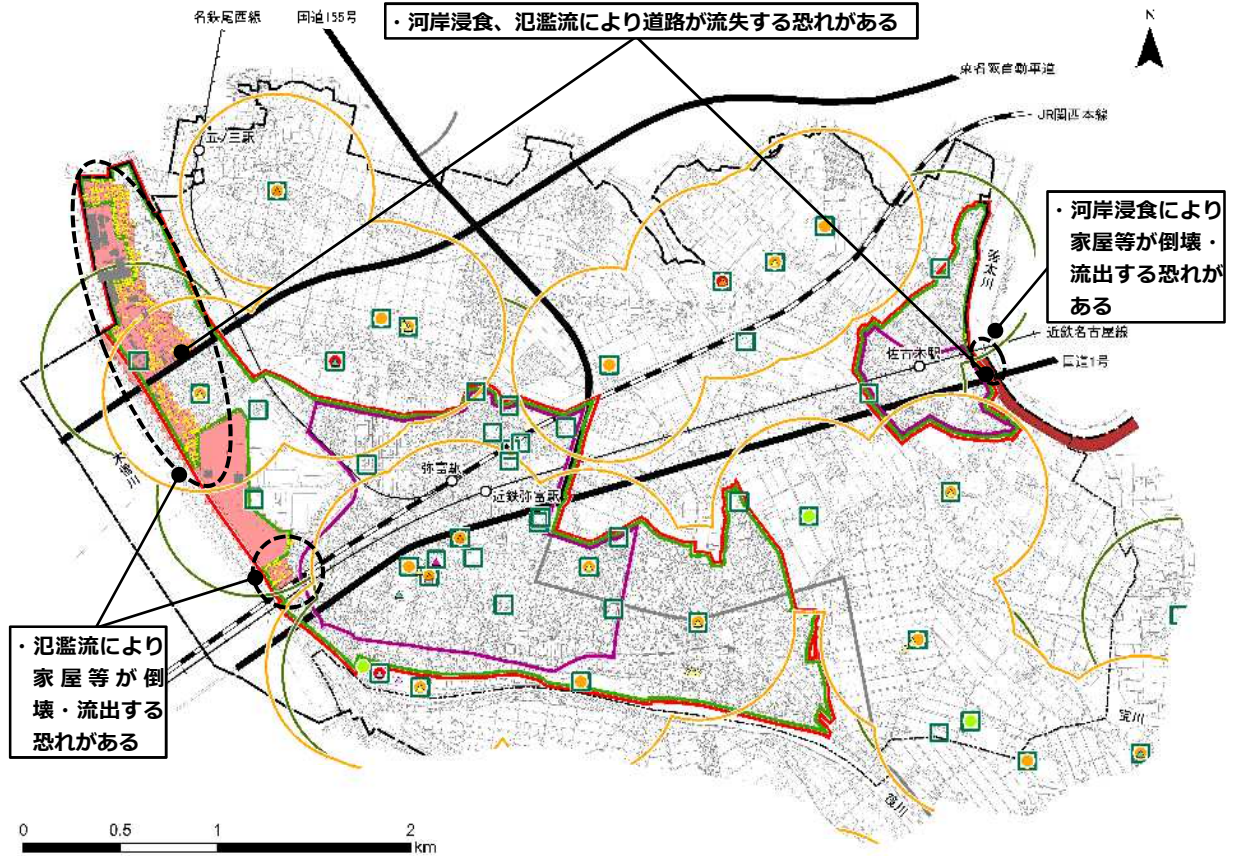 名鉄尾西線
国道155号
・河岸浸食、氾濫流により道路が流失する恐れがある
N
東名阪自動車道
JR関西本線
五ノ三駅
・河岸浸食により
家屋等が倒壊・
流出する恐れが
ある
近鉄名古屋線
佐古木駅
国道1号
木曽川
弥富駅
近鉄弥富駅
・氾濫流により
家屋等が倒
壊・流出する
恐れがある
宝川
筏川
0 0.5 1 2
km